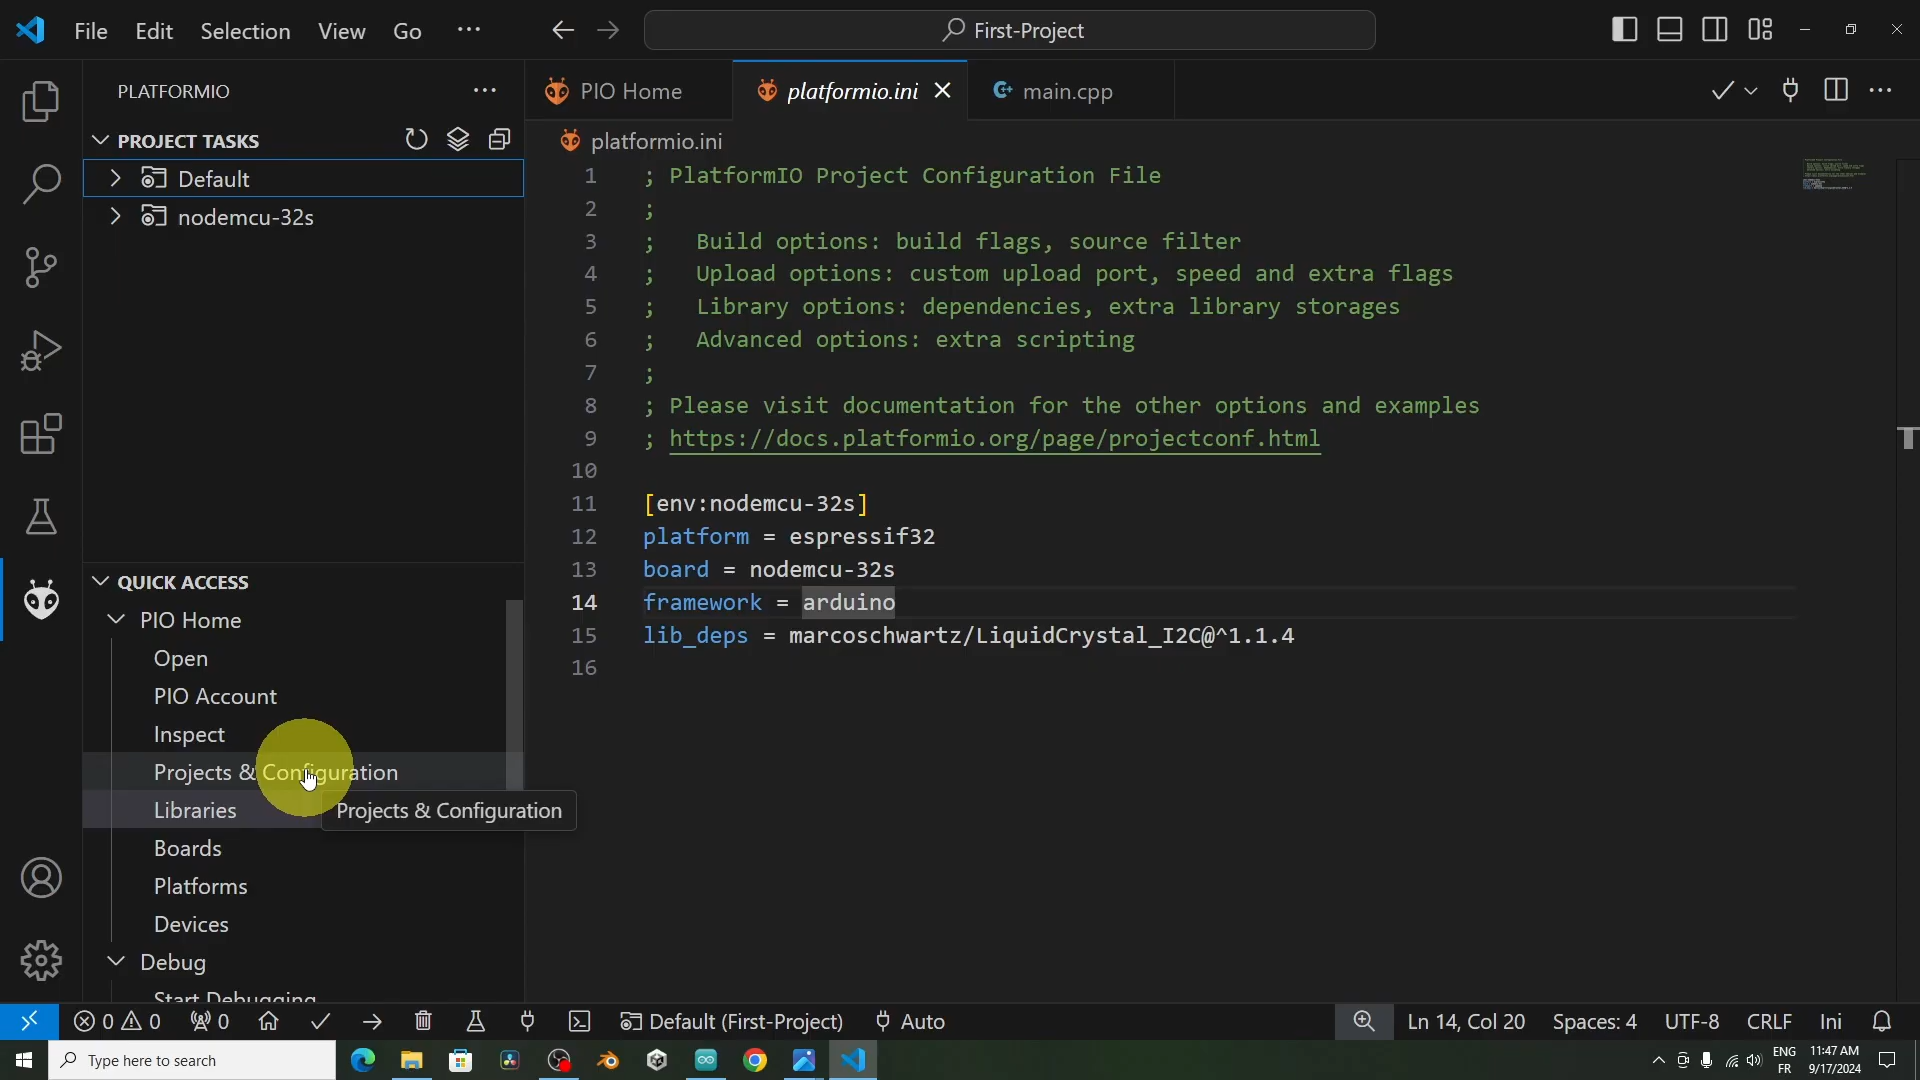 File Edit Selection View Go ··· First-Project
PLATFORMIO ··· PIO Home platformio.ini main.cpp
PROJECT TASKS
Default
nodemcu-32s
platformio.ini
1 ; PlatformIO Project Configuration File
2 ;
3 ;   Build options: build flags, source filter
4 ;   Upload options: custom upload port, speed and extra flags
5 ;   Library options: dependencies, extra library storages
6 ;   Advanced options: extra scripting
7 ;
8 ; Please visit documentation for the other options and examples
9 ; https://docs.platformio.org/page/projectconf.html
10
11 [env:nodemcu-32s]
12 platform = espressif32
13 board = nodemcu-32s
14 framework = arduino
15 lib_deps = marcoschwartz/LiquidCrystal_I2C@^1.1.4
16
QUICK ACCESS
PIO Home
Open
PIO Account
Inspect
Projects & Configuration
Libraries
Projects & Configuration
Boards
Platforms
Devices
Debug
Start Debugging
0 0 0 Default (First-Project) Auto Ln 14, Col 20 Spaces: 4 UTF-8 CRLF Ini
Type here to search
ENG
FR
11:47 AM
9/17/2024